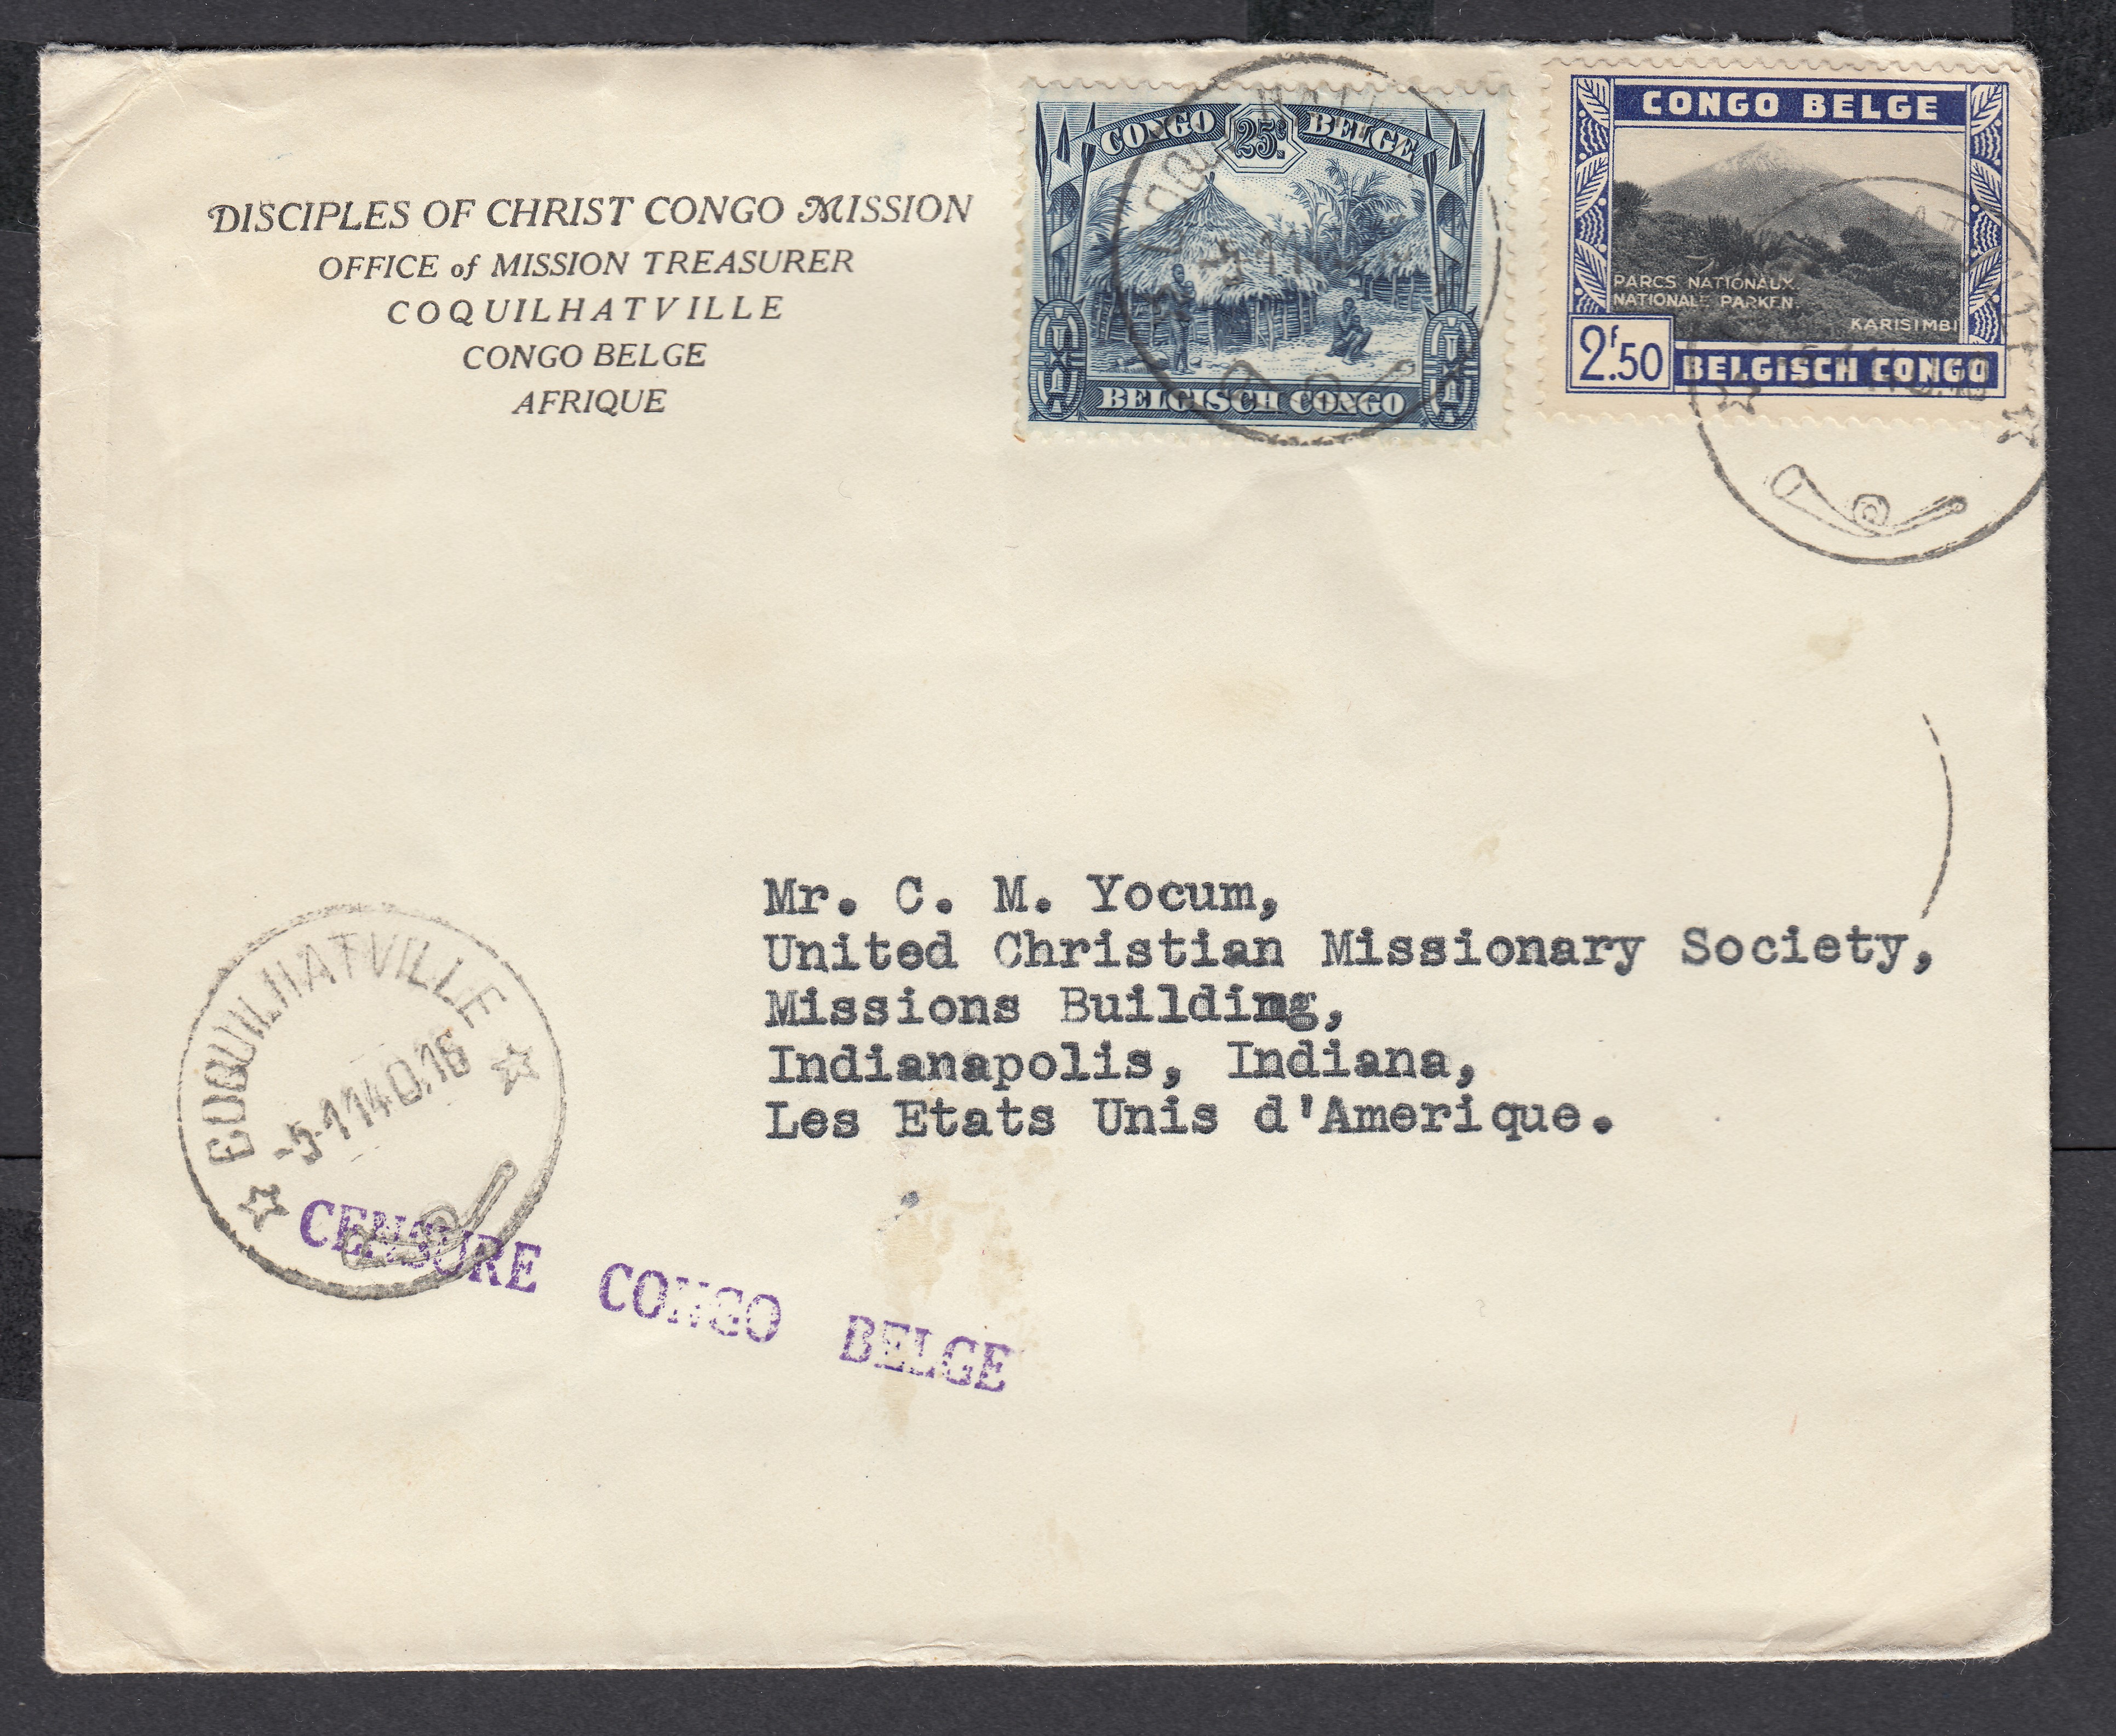 DISCIPLES OF CHRIST CONGO MISSION
OFFICE of MISSION TREASURER
COQUILHATVILLE
CONGO BELGE
AFRIQUE
CONGO 25c. BELGE
BELGISCH CONGO
CONGO BELGE
PARCS NATIONAUX.
NATIONALE PARKEN.
KARISIMBI
2f.50 BELGISCH CONGO
Mr. C. M. Yocum,
United Christian Missionary Society,
Missions Building,
Indianapolis, Indiana,
Les Etats Unis d'Amerique.
COQUILHATVILLE
-5-1140.16
CENSURE CONGO BELGE